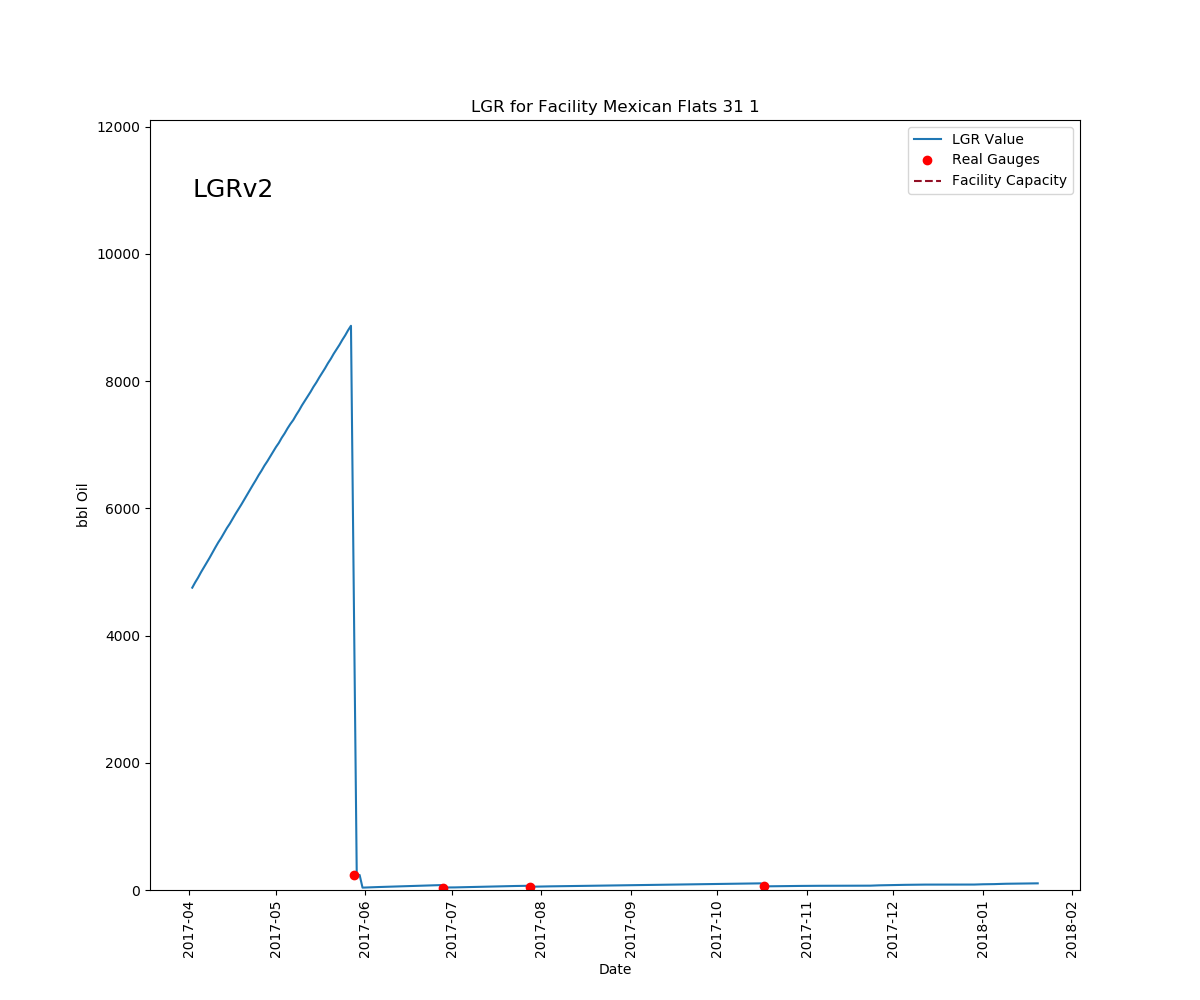 LGR for Facility Mexican Flats 31 1
12000
10000
8000
6000
4000
2000
0
bbl Oil
LGRv2
LGR Value
Real Gauges
Facility Capacity
2017-04
2017-05
2017-06
2017-07
2017-08
2017-09
2017-10
2017-11
2017-12
2018-01
2018-02
Date